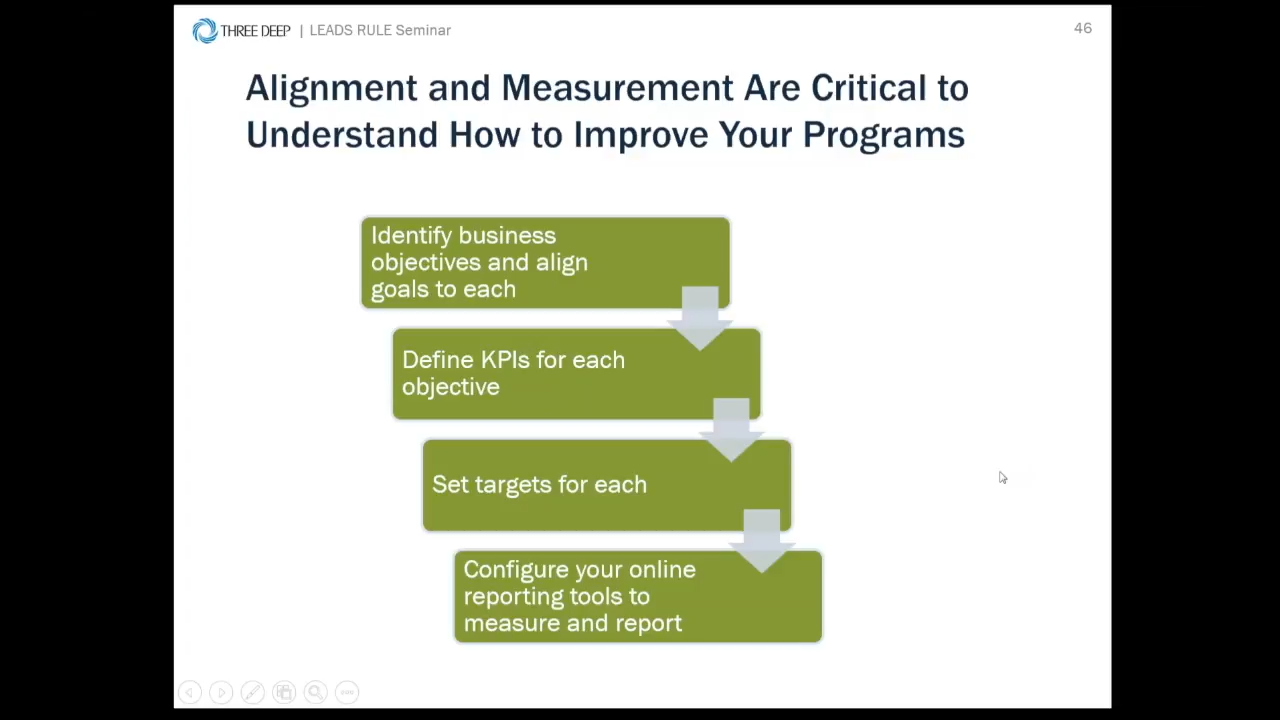 THREE DEEP | LEADS RULE Seminar
46
Alignment and Measurement Are Critical to
Understand How to Improve Your Programs
Identify business
objectives and align
goals to each
Define KPIs for each
objective
Set targets for each
Configure your online
reporting tools to
measure and report